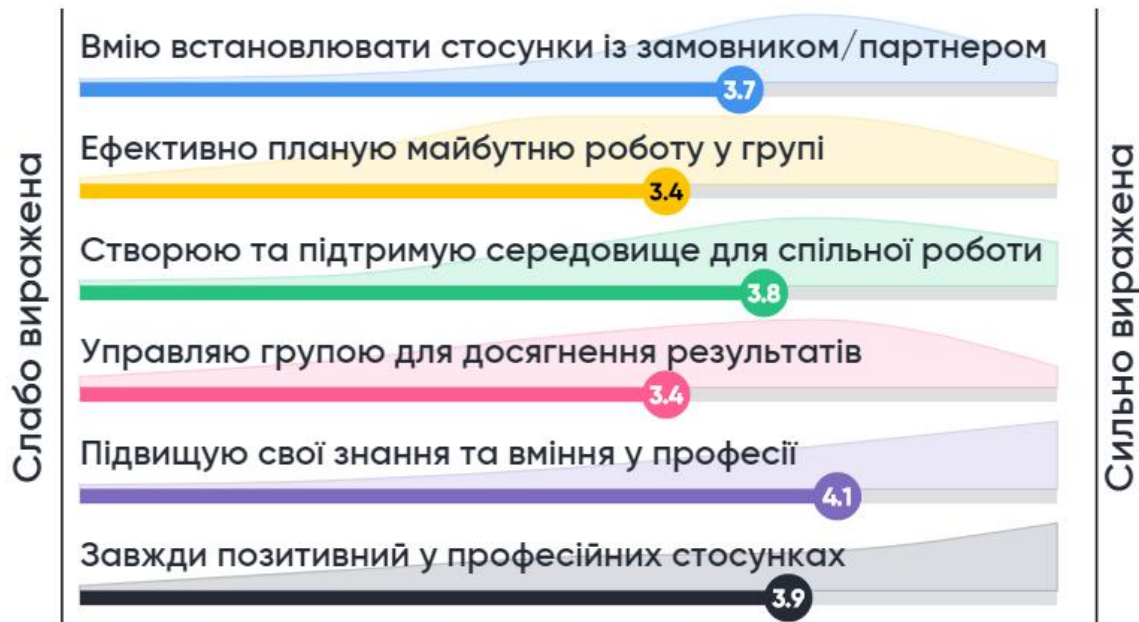 Слабо виражена
Вмію встановлювати стосунки із замовником/партнером
3.7
Ефективно планую майбутню роботу у групі
3.4
Створюю та підтримую середовище для спільної роботи
3.8
Управляю групою для досягнення результатів
3.4
Підвищую свої знання та вміння у професії
4.1
Завжди позитивний у професійних стосунках
3.9
Сильно виражена